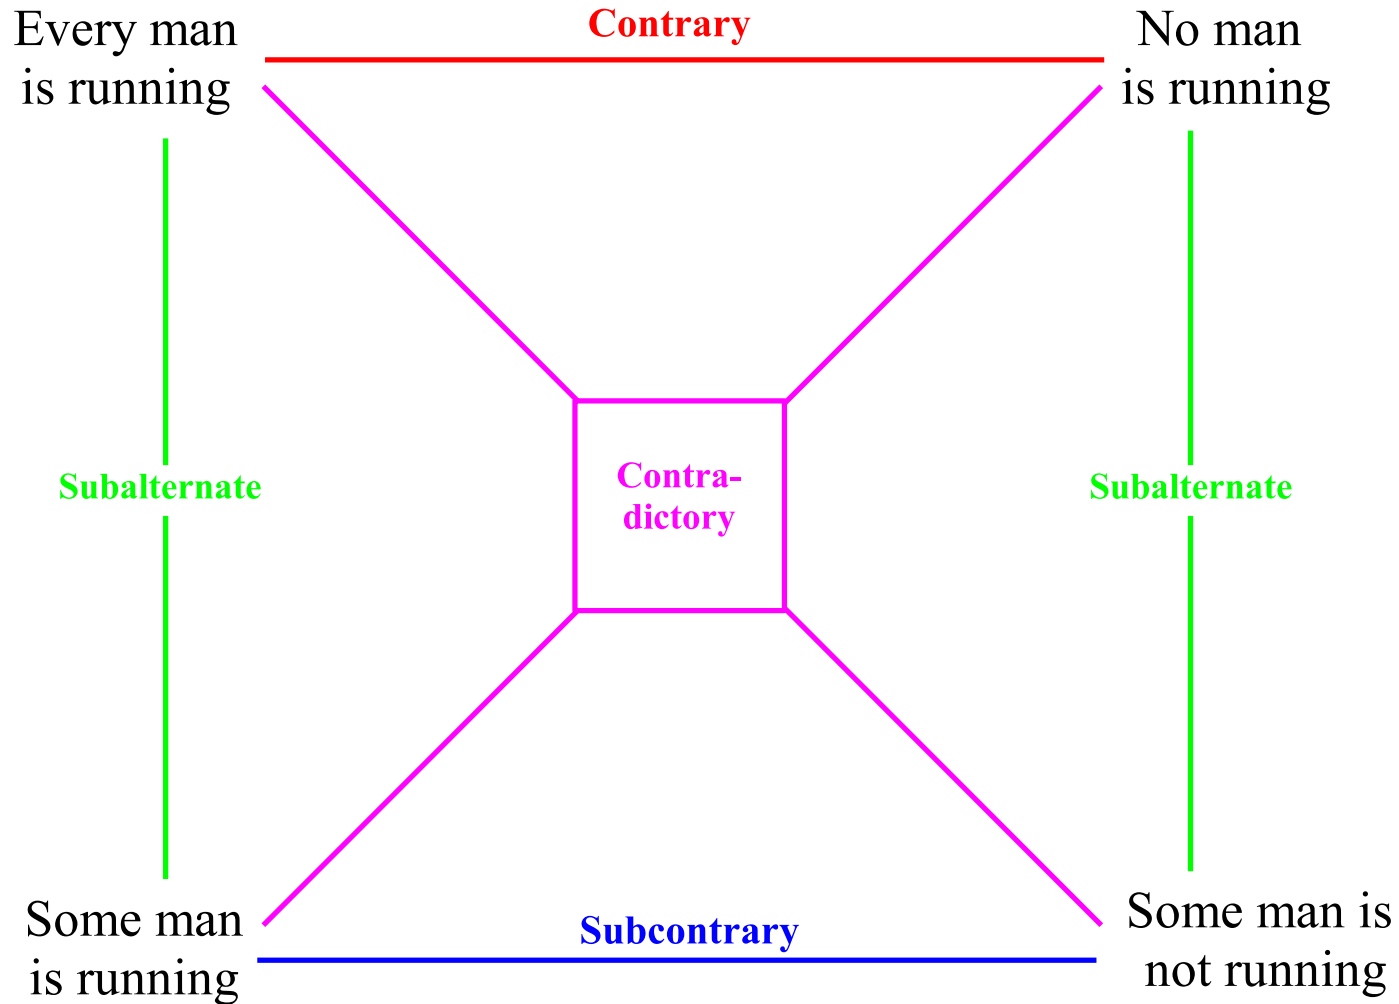 Every man
is running
Contrary
No man
is running
Subalternate
Contra-
dictory
Subalternate
Some man
is running
Subcontrary
Some man is
not running